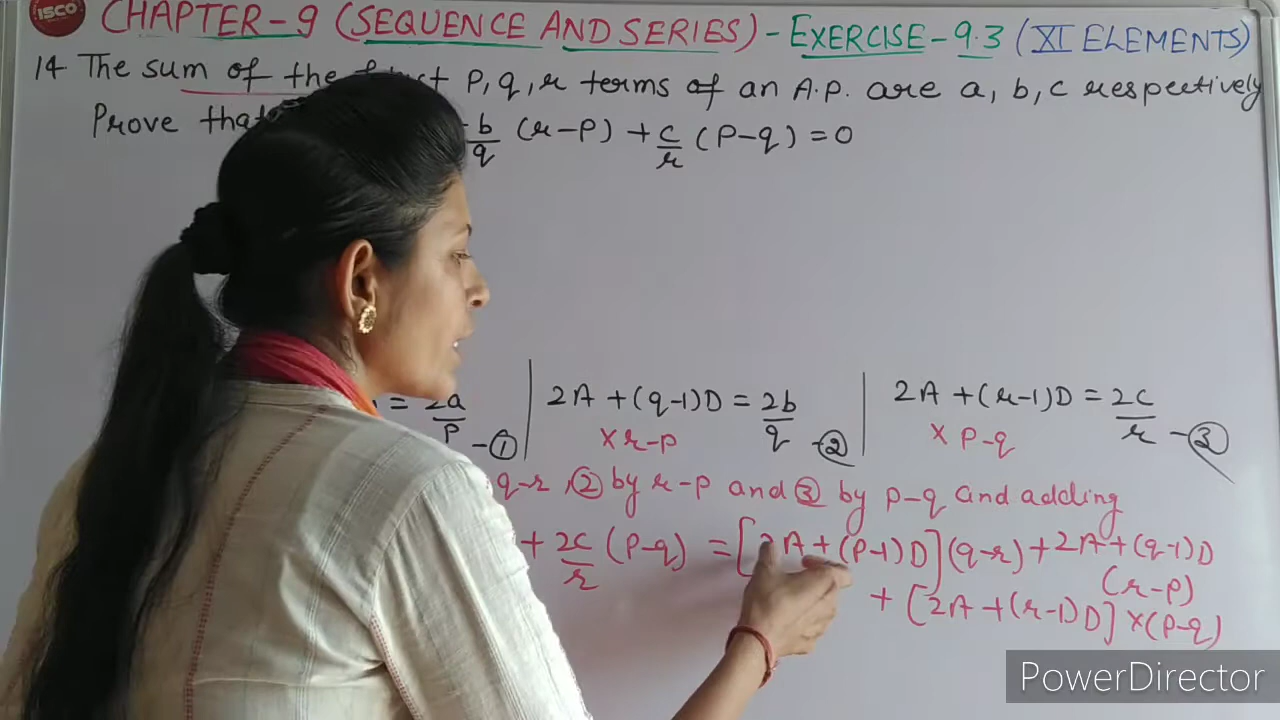 ISCO
CHAPTER-9 (SEQUENCE AND SERIES) - EXERCISE-9.3 (XI ELEMENTS)
14 The sum of the P, q, r terms of an A.P. are a, b, c respectively
Prove b/q (r-P) + c/r (P-q) = 0
= 2a/P -① | 2A + (q-1)D = 2b/q -② | 2A + (r-1)D = 2c/r -③
× r-p × p-q
q-r, ② by r-p and ③ by p-q and adding
+ 2c/r (P-q) = [2A + (P-1)D] (q-r) + 2A + (q-1)D
(r-p)
+ [2A + (r-1)D] × (p-q)
PowerDirector